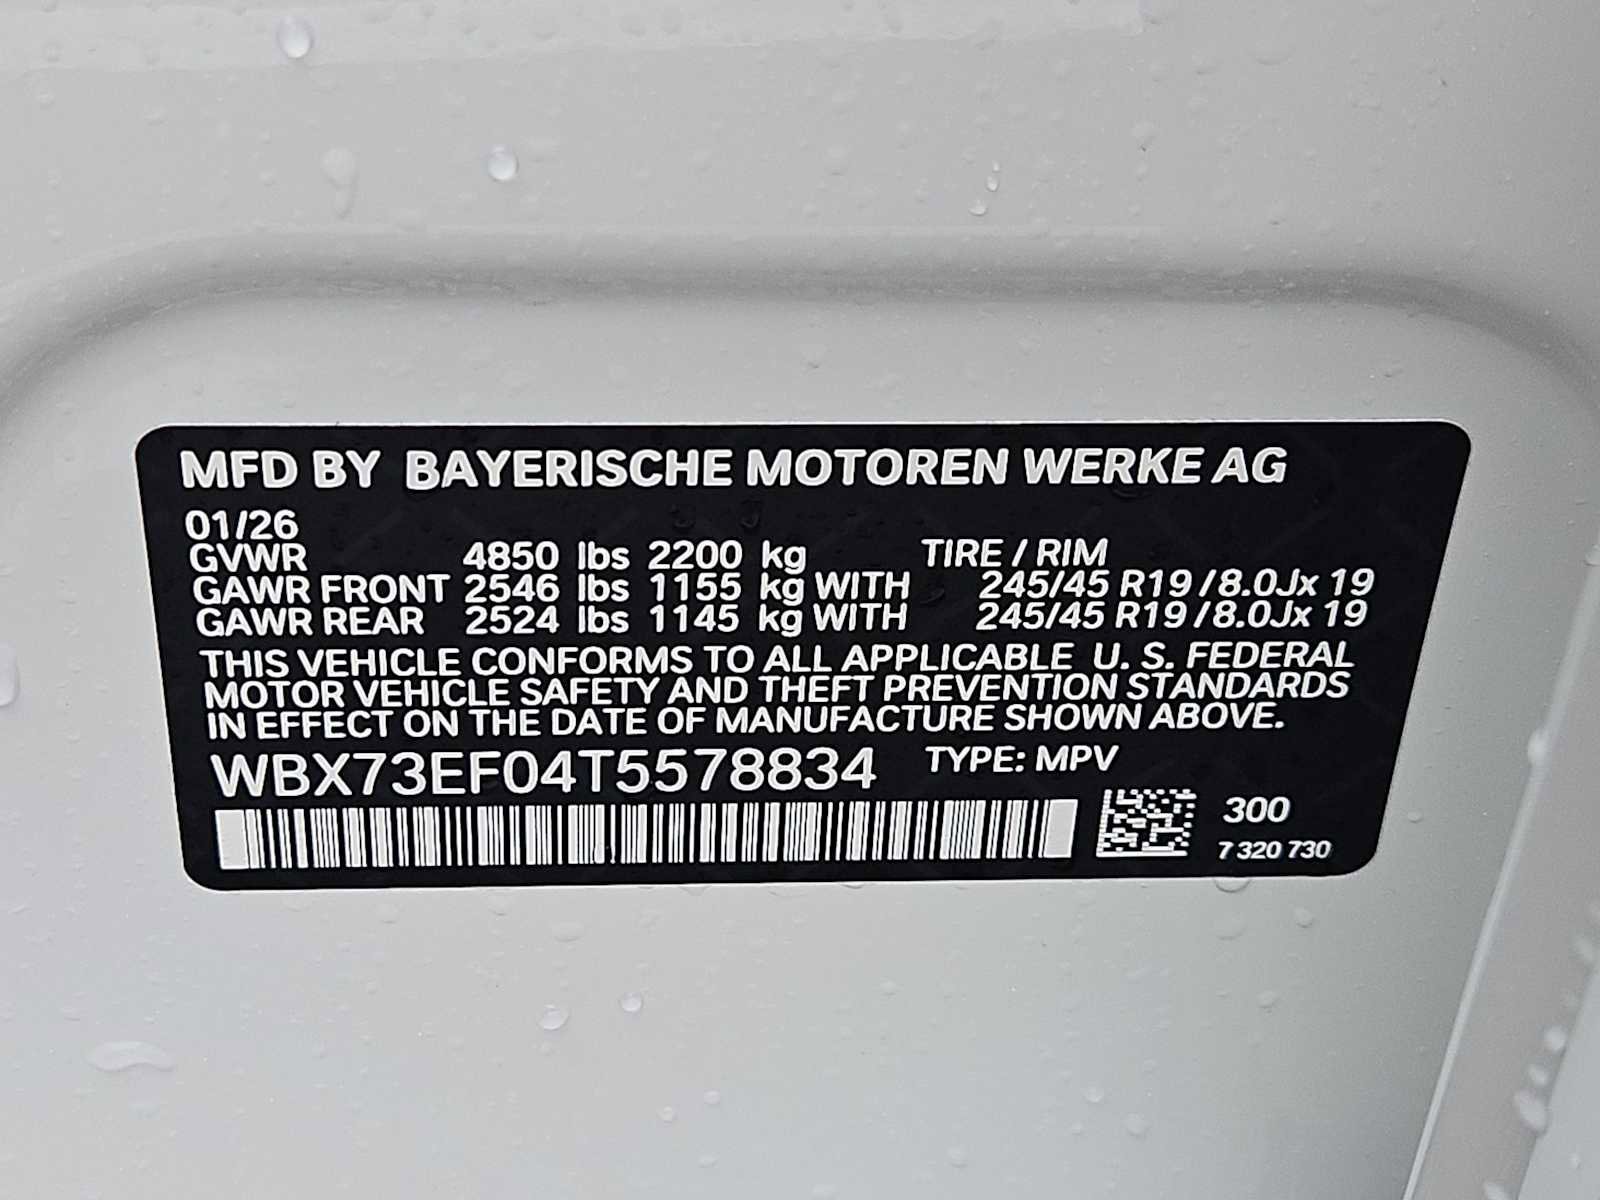 MFD BY BAYERISCHE MOTOREN WERKE AG
01/26
GVWR 4850 lbs 2200 kg TIRE / RIM
GAWR FRONT 2546 lbs 1155 kg WITH 245/45 R19 / 8.0Jx 19
GAWR REAR 2524 lbs 1145 kg WITH 245/45 R19 / 8.0Jx 19
THIS VEHICLE CONFORMS TO ALL APPLICABLE U. S. FEDERAL
MOTOR VEHICLE SAFETY AND THEFT PREVENTION STANDARDS
IN EFFECT ON THE DATE OF MANUFACTURE SHOWN ABOVE.
WBX73EF04T5578834 TYPE: MPV
300
7 320 730